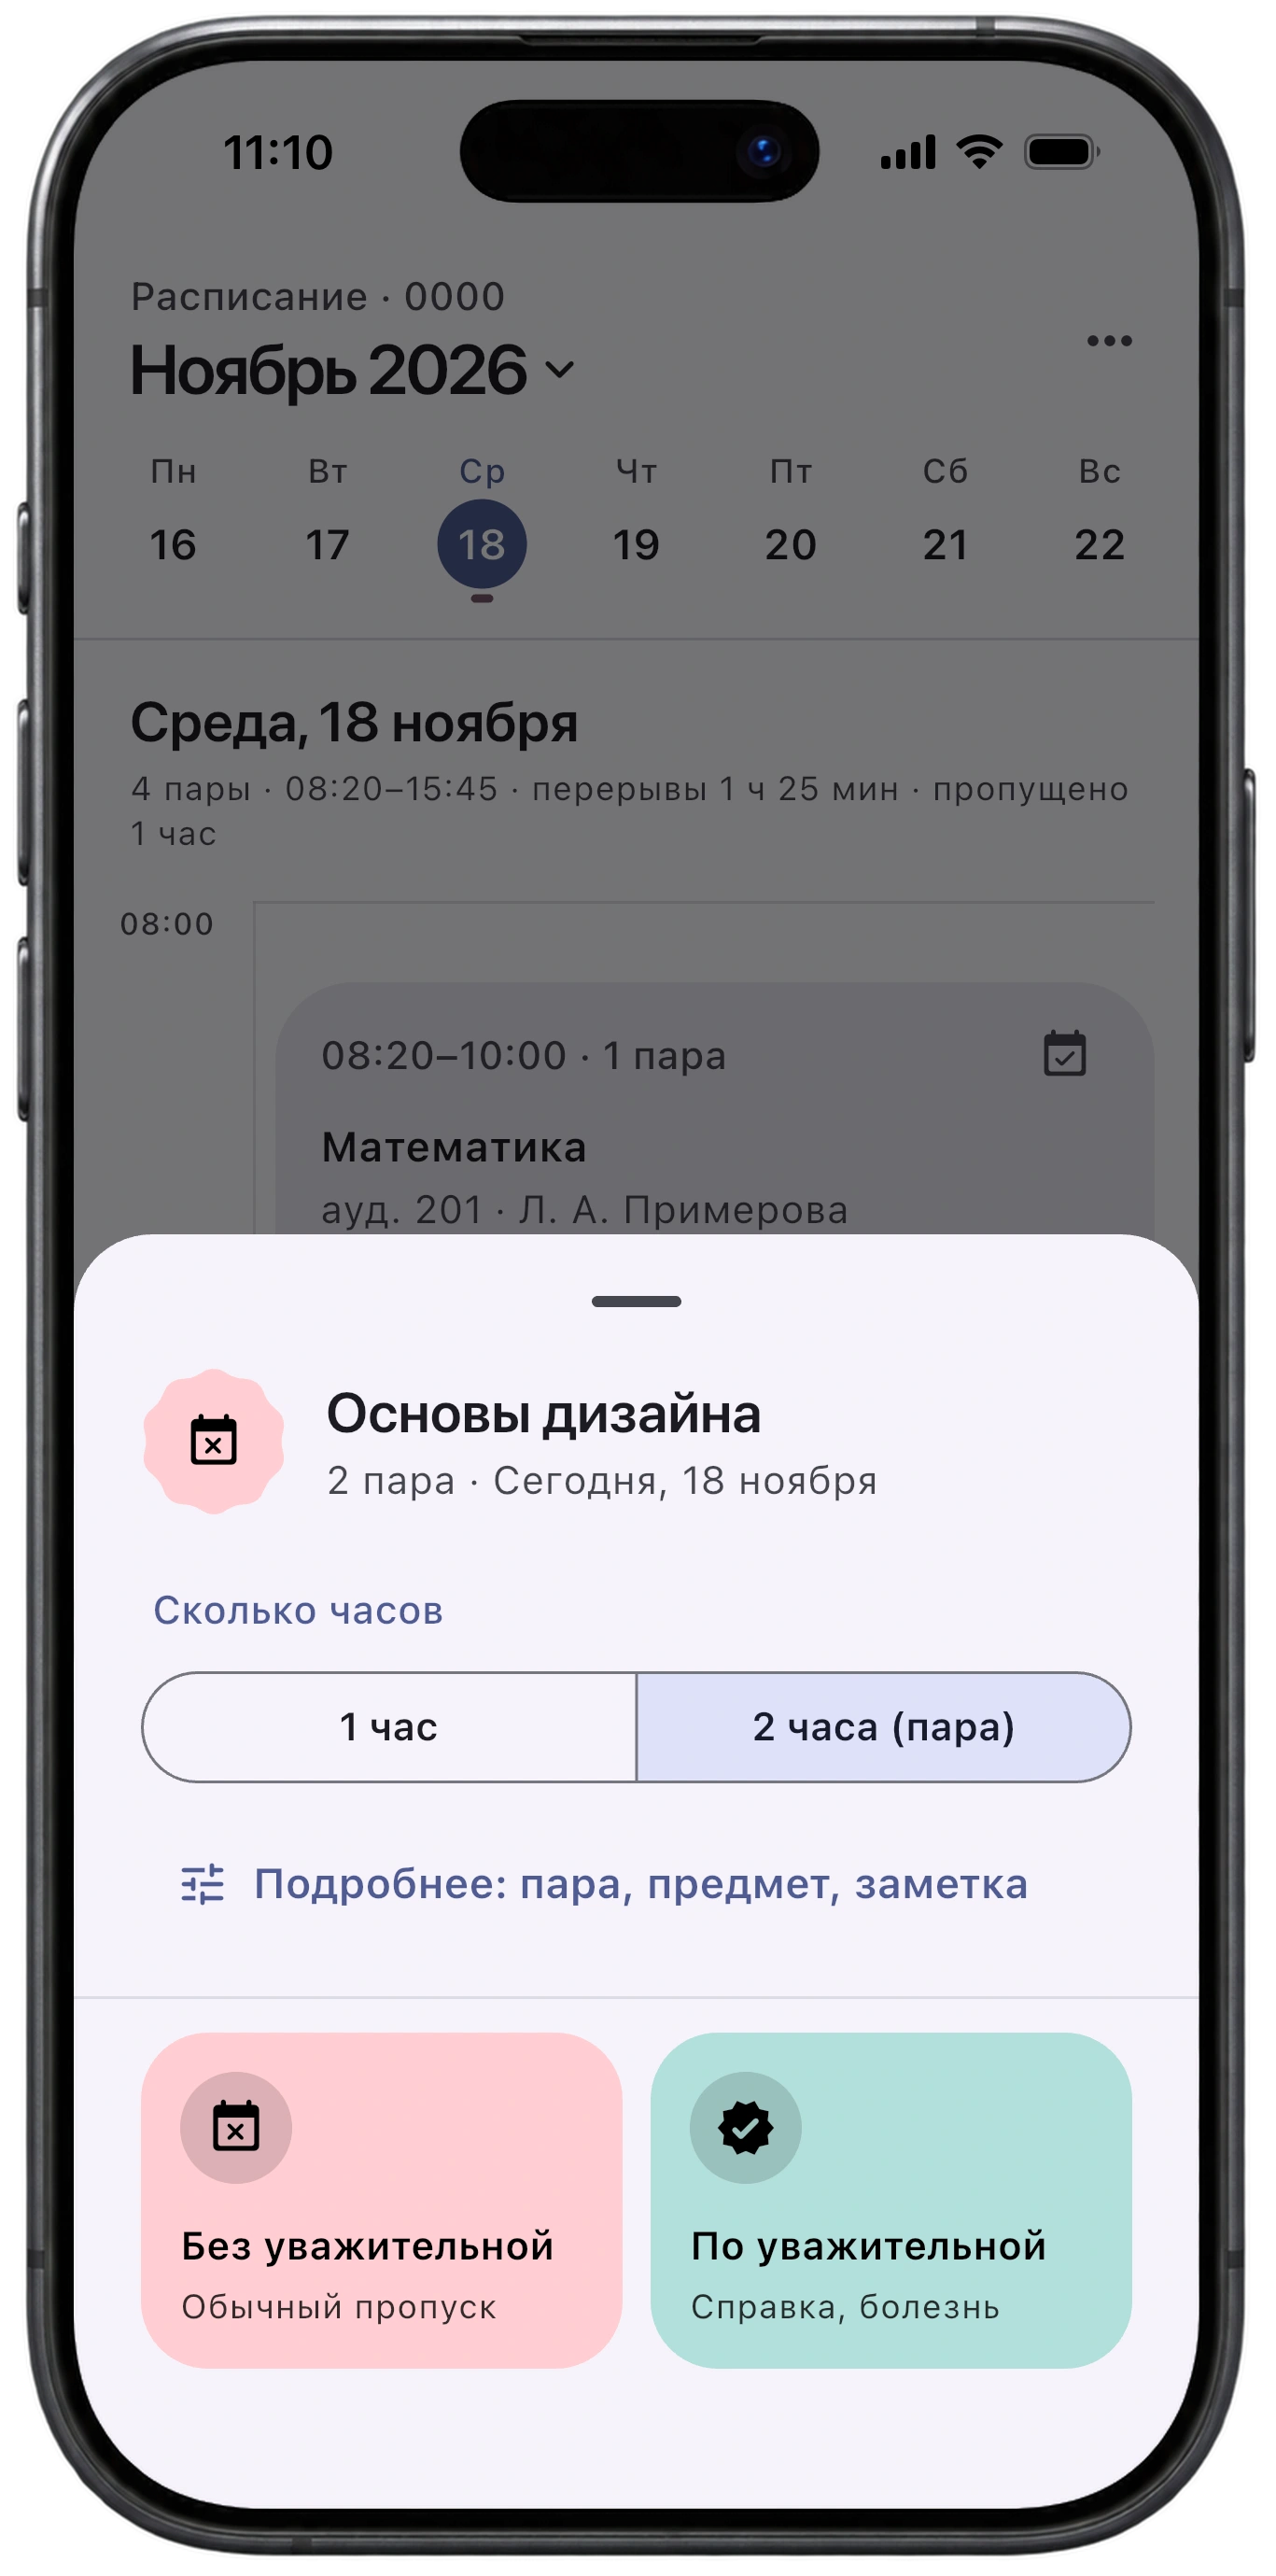 11:10
Расписание · 0000
Ноябрь 2026
Пн Вт Ср Чт Пт Сб Вс
16 17 18 19 20 21 22
Среда, 18 ноября
4 пары · 08:20–15:45 · перерывы 1 ч 25 мин · пропущено
1 час
08:00
08:20–10:00 · 1 пара
Математика
ауд. 201 · Л. А. Примерова
Основы дизайна
2 пара · Сегодня, 18 ноября
Сколько часов
1 час 2 часа (пара)
Подробнее: пара, предмет, заметка
Без уважительной По уважительной
Обычный пропуск Справка, болезнь